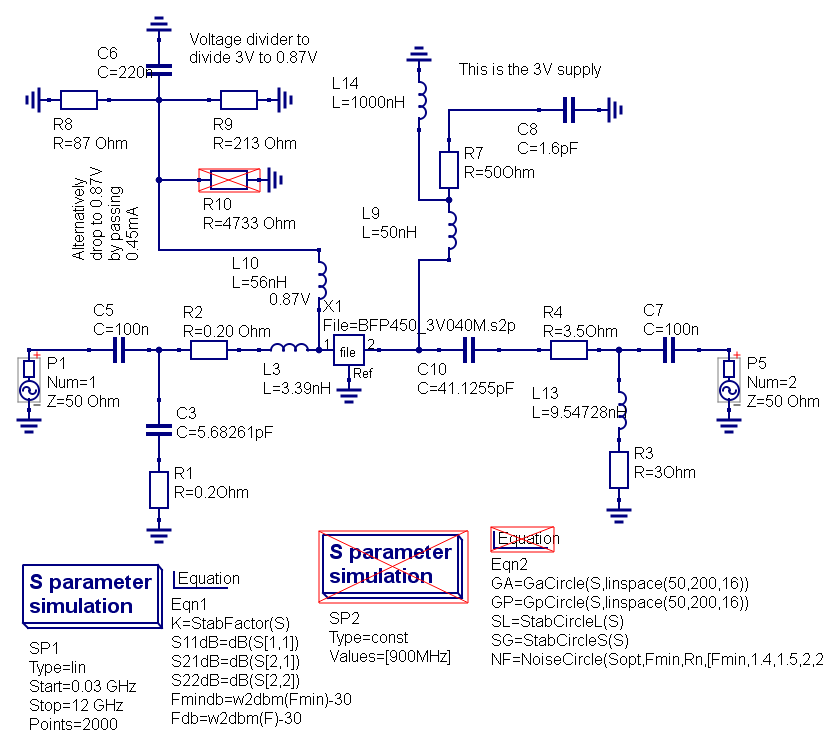 C6
C=220n
Voltage divider to
divide 3V to 0.87V
R8
R=87 Ohm
R9
R=213 Ohm
R10
R=4733 Ohm
Alternatively
drop to 0.87V
by passing
0.45mA
L14
L=1000nH
This is the 3V supply
C8
C=1.6pF
R7
R=50Ohm
L9
L=50nH
L10
L=56nH
0.87V
X1
File=BFP450_3V040M.s2p
1
file
2
Ref
C5
C=100n
R2
R=0.20 Ohm
L3
L=3.39nH
P1
Num=1
Z=50 Ohm
C3
C=5.68261pF
R1
R=0.2Ohm
C10
C=41.1255pF
R4
R=3.5Ohm
C7
C=100n
L13
L=9.54728nH
R3
R=3Ohm
P5
Num=2
Z=50 Ohm
S parameter
simulation
SP1
Type=lin
Start=0.03 GHz
Stop=12 GHz
Points=2000
Equation
Eqn1
K=StabFactor(S)
S11dB=dB(S[1,1])
S21dB=dB(S[2,1])
S22dB=dB(S[2,2])
Fmindb=w2dbm(Fmin)-30
Fdb=w2dbm(F)-30
S parameter
simulation
SP2
Type=const
Values=[900MHz]
Equation
Eqn2
GA=GaCircle(S,linspace(50,200,16))
GP=GpCircle(S,linspace(50,200,16))
SL=StabCircleL(S)
SG=StabCircleS(S)
NF=NoiseCircle(Sopt,Fmin,Rn,[Fmin,1.4,1.5,2,2